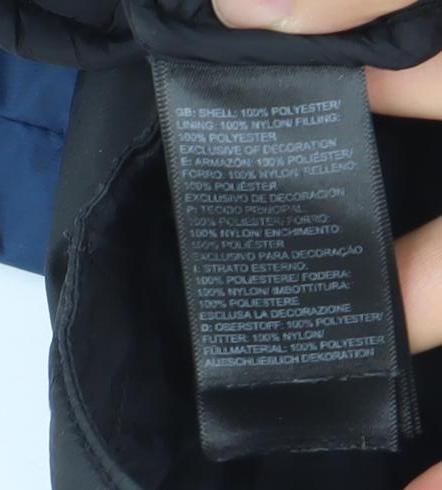 GB: SHELL: 100% POLYESTER/
LINING: 100% NYLON/ FILLING:
100% POLYESTER
EXCLUSIVE OF DECORATION
E: ARMAZÓN: 100% POLIÉSTER/
FORRO: 100% NYLON/ RELLENO:
100% POLIÉSTER
EXCLUSIVO DE DECORACIÓN
P: TECIDO PRINCIPAL:
100% POLIÉSTER/ FORRO:
100% NYLON/ ENCHIMENTO:
100% POLIÉSTER
EXCLUSIVO PARA DECORAÇÃO
I: STRATO ESTERNO:
100% POLIESTERE/ FODERA:
100% NYLON/ IMBOTTITURA:
100% POLIESTERE
ESCLUSA LA DECORAZIONE
D: OBERSTOFF: 100% POLYESTER/
FUTTER: 100% NYLON/
FÜLLMATERIAL: 100% POLYESTER
AUSSCHLIEßLICH DEKORATION